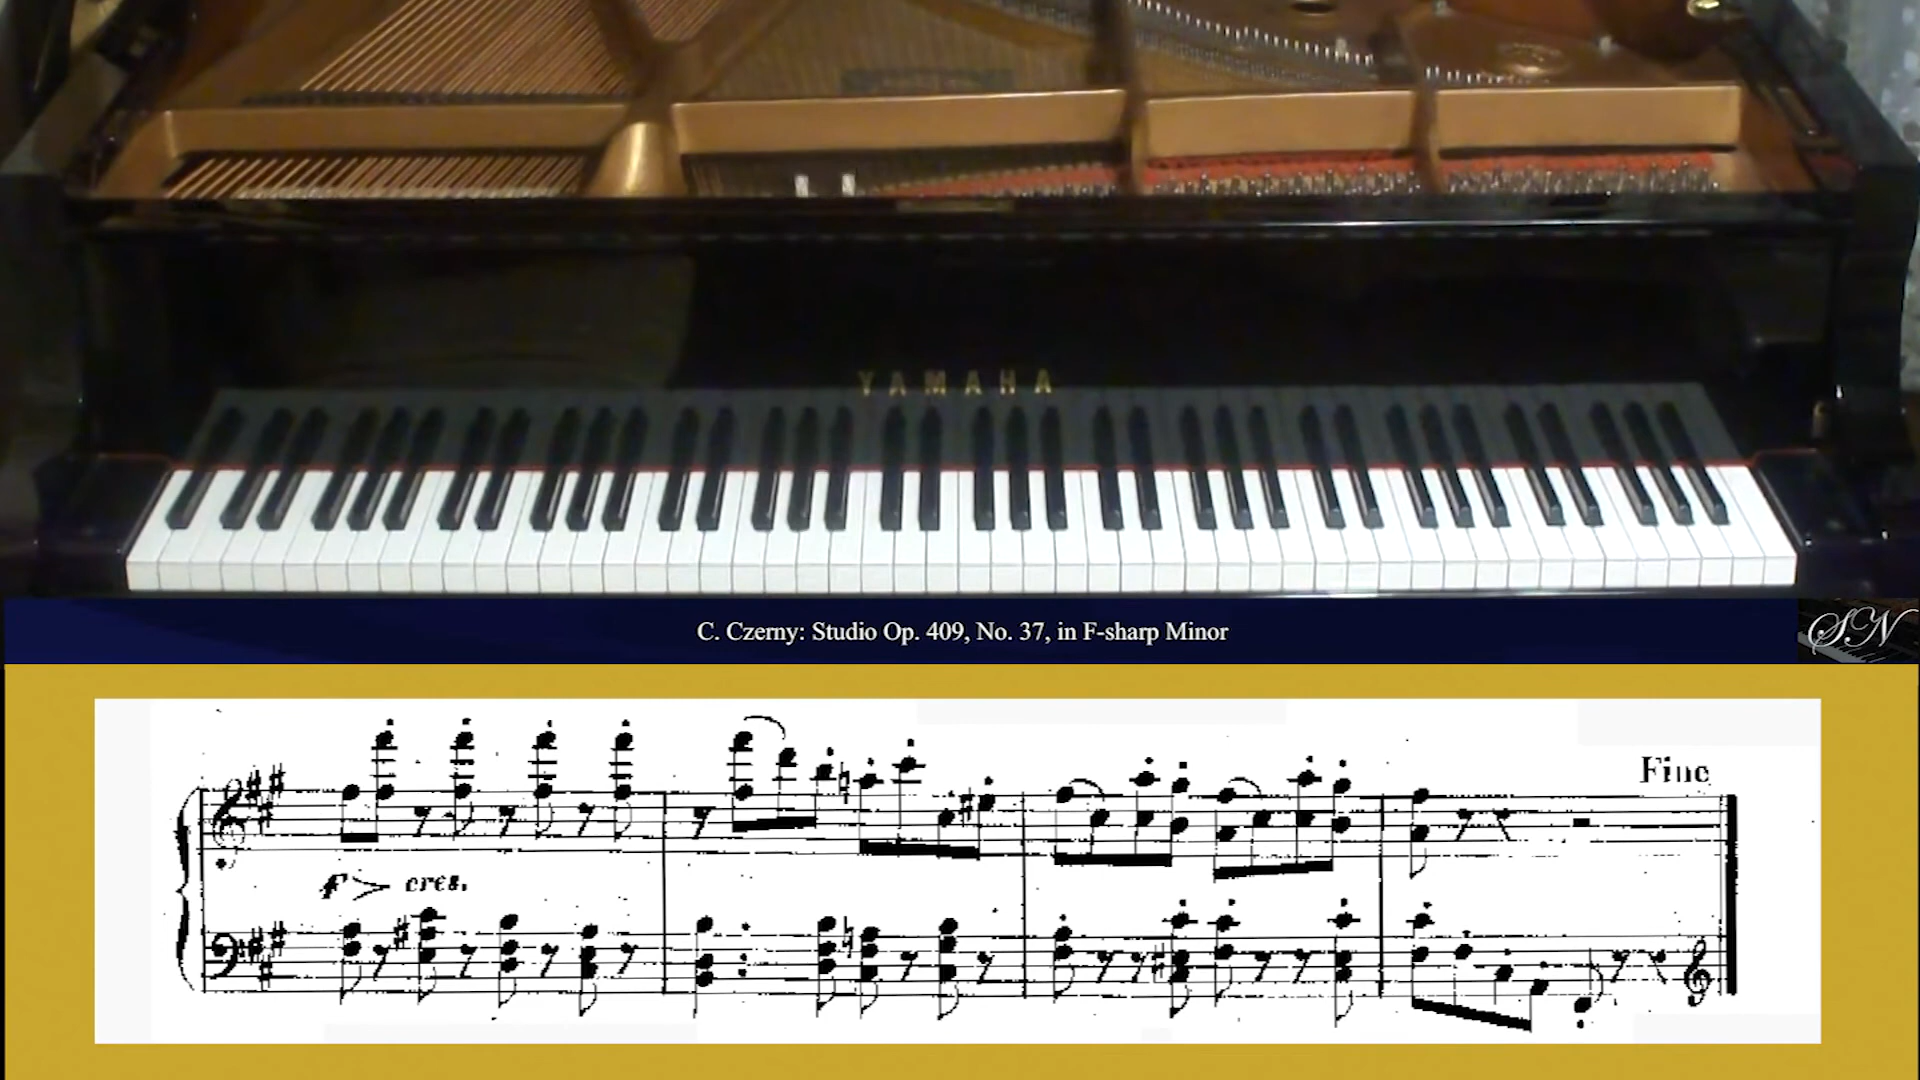 YAMAHA
C. Czerny: Studio Op. 409, No. 37, in F-sharp Minor
SN
Fine
F > cres.